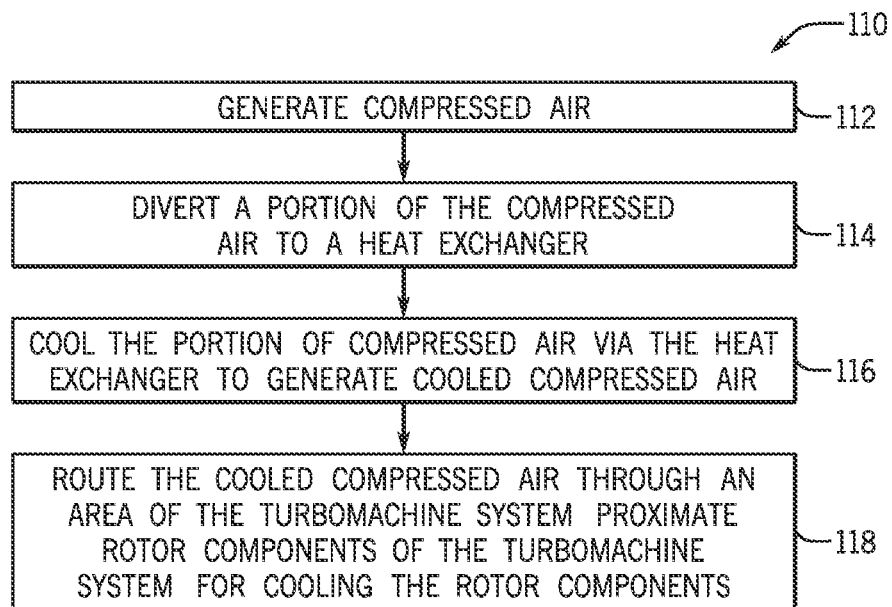 110
GENERATE COMPRESSED AIR
112
DIVERT A PORTION OF THE COMPRESSED
AIR TO A HEAT EXCHANGER
114
COOL THE PORTION OF COMPRESSED AIR VIA THE HEAT
EXCHANGER TO GENERATE COOLED COMPRESSED AIR
116
ROUTE THE COOLED COMPRESSED AIR THROUGH AN
AREA OF THE TURBOMACHINE SYSTEM PROXIMATE
ROTOR COMPONENTS OF THE TURBOMACHINE
SYSTEM FOR COOLING THE ROTOR COMPONENTS
118